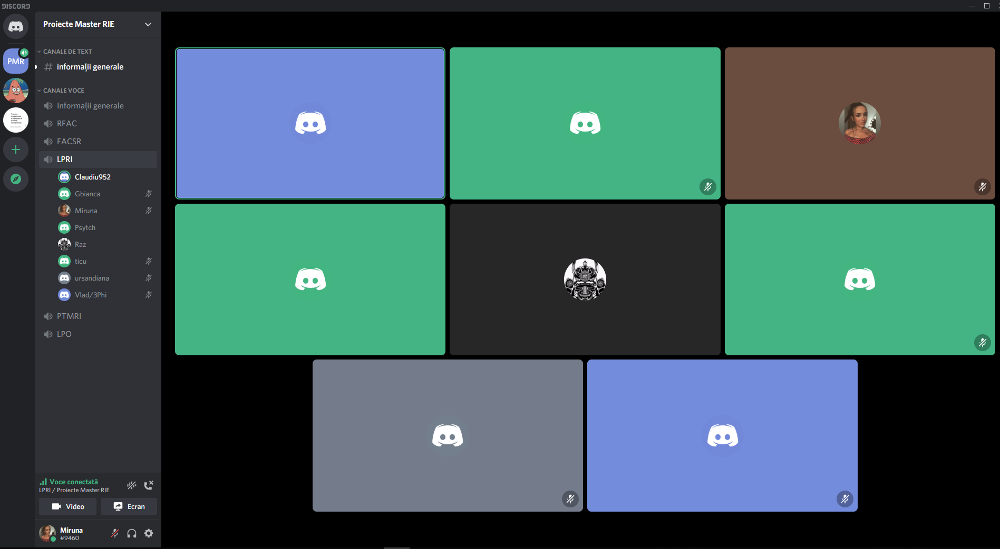 DISCORD
Proiecte Master RIE
PMR
CANALE DE TEXT
informații generale
CANALE VOCE
Informații generale
RFAC
FACSR
LPRI
Claudiu952
Gbianca
Miruna
Psytch
Raz
ticu
ursandiana
Vlad/3Phi
PTMRI
LPO
Voce conectată
LPRI / Proiecte Master RIE
Video
Ecran
Miruna
#9460